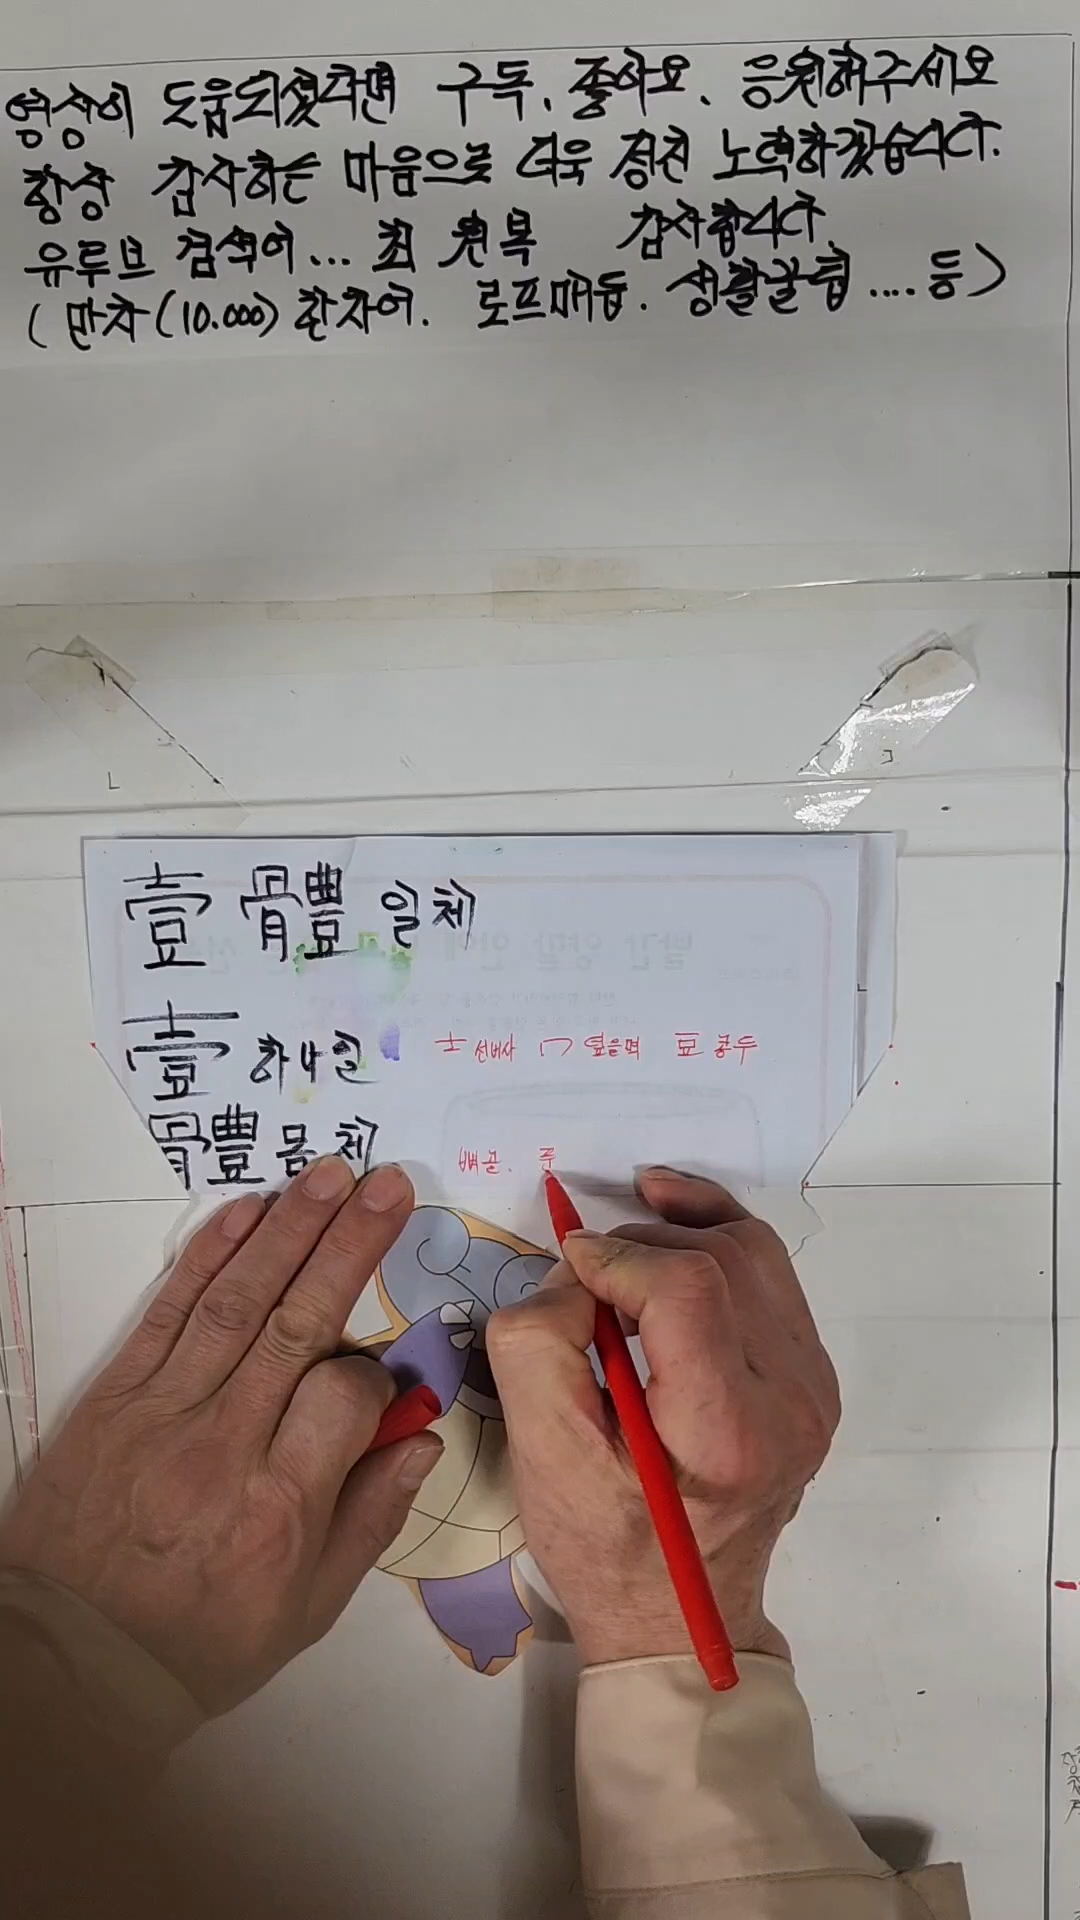 영상이 도움되셨다면 구독, 좋아요, 응원해주세요
항상 감사하는 마음으로 더욱 정진 노력하겠습니다.
유튜브 검색어... 최 원복 감사합니다
(만자(10.000) 한자어. 로프매듭. 생활꿀팁 .... 등)
壹 體 일체
壹 하나일 士 선비사 冖 덮을멱 豆 콩두
體 몸 체 뼈골. 풍